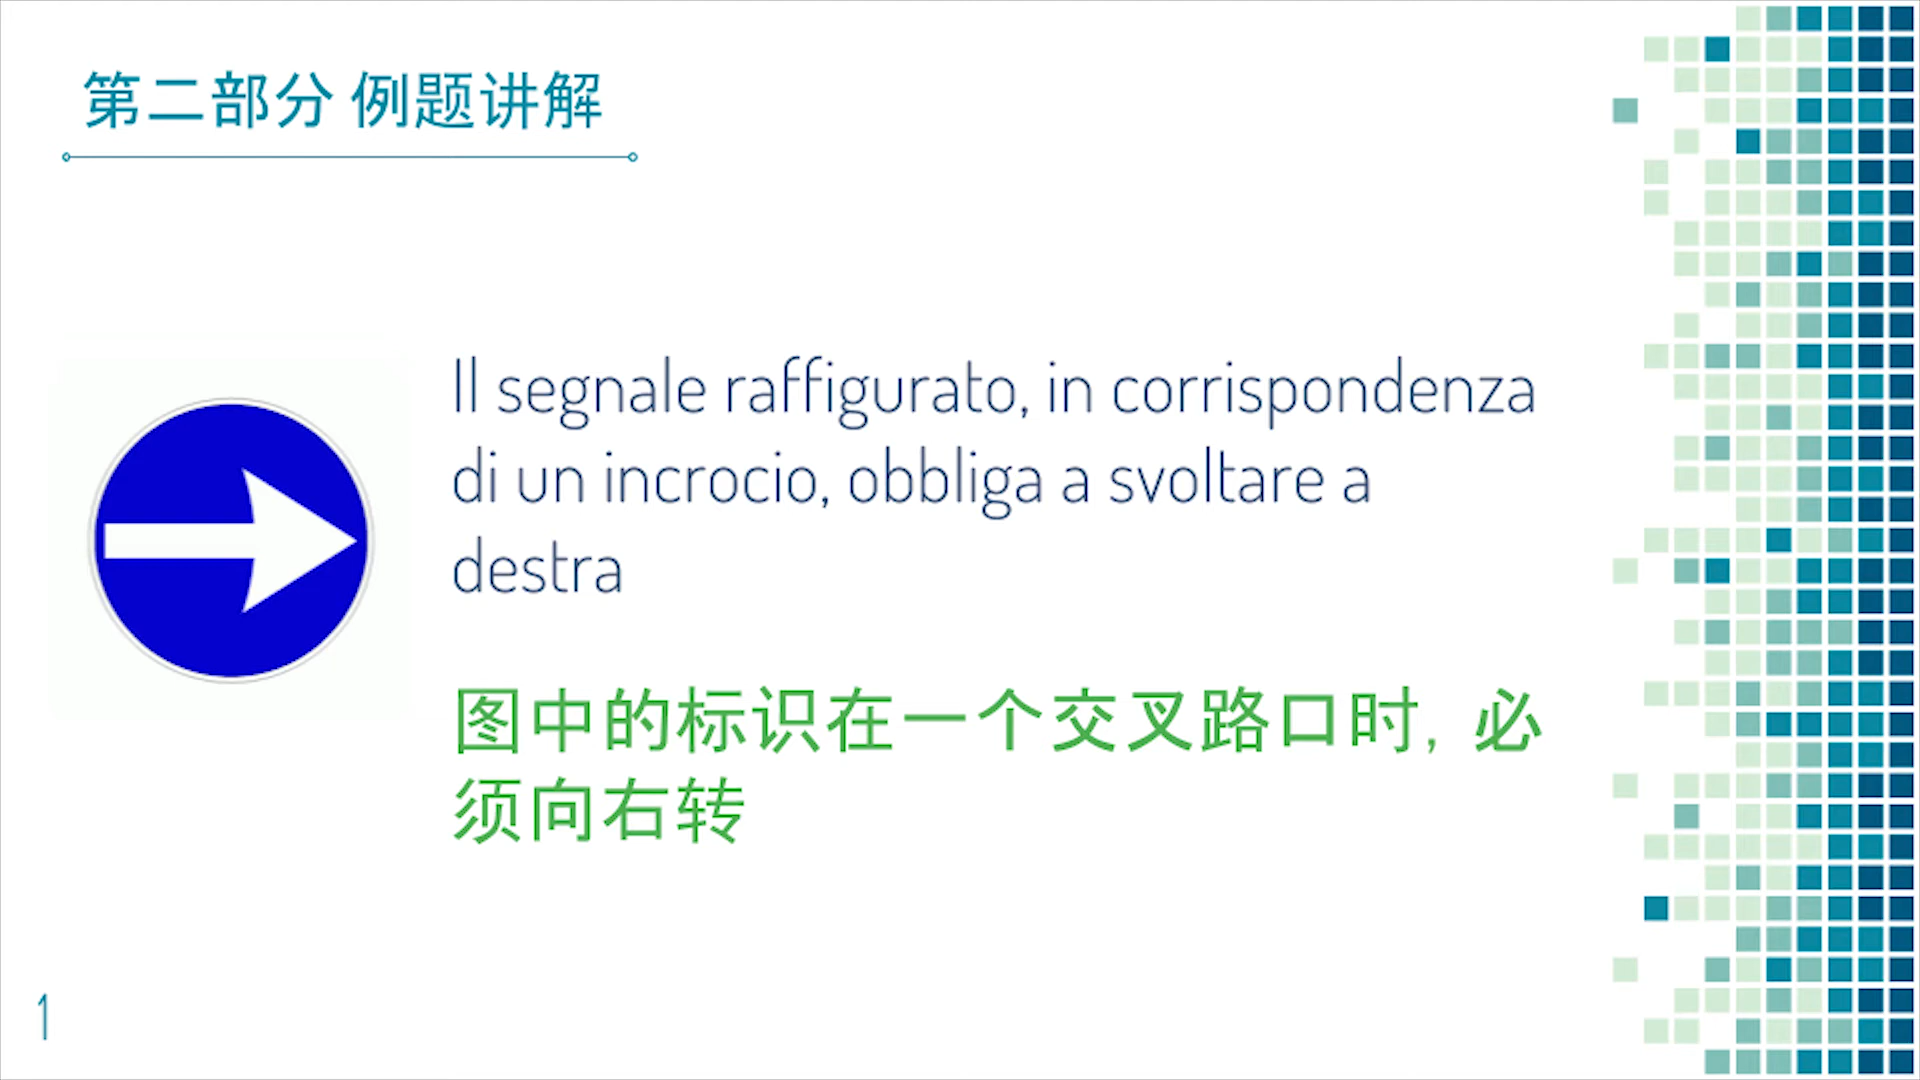 第二部分 例题讲解
Il segnale raffigurato, in corrispondenza
di un incrocio, obbliga a svoltare a
destra
图中的标识在一个交叉路口时, 必
须向右转
1